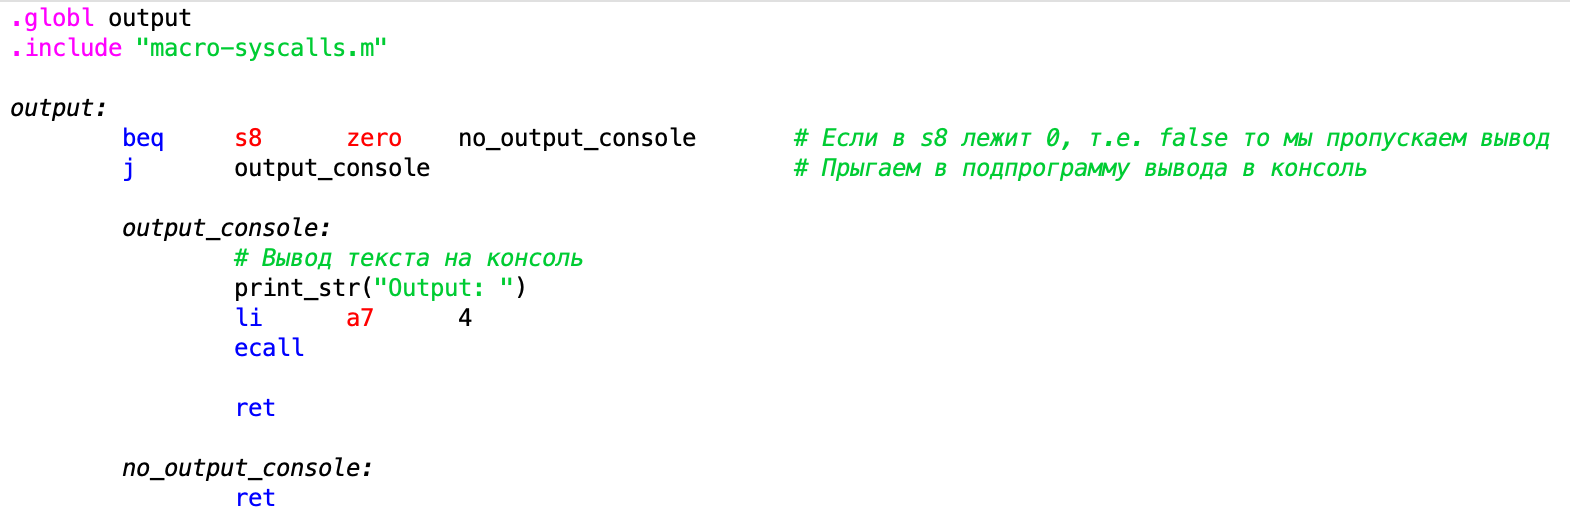 .globl output
.include "macro-syscalls.m"
output:
beq s8 zero no_output_console # Если в s8 лежит 0, т.е. false то мы пропускаем вывод
j output_console # Прыгаем в подпрограмму вывода в консоль
output_console:
# Вывод текста на консоль
print_str("Output: ")
li a7 4
ecall
ret
no_output_console:
ret